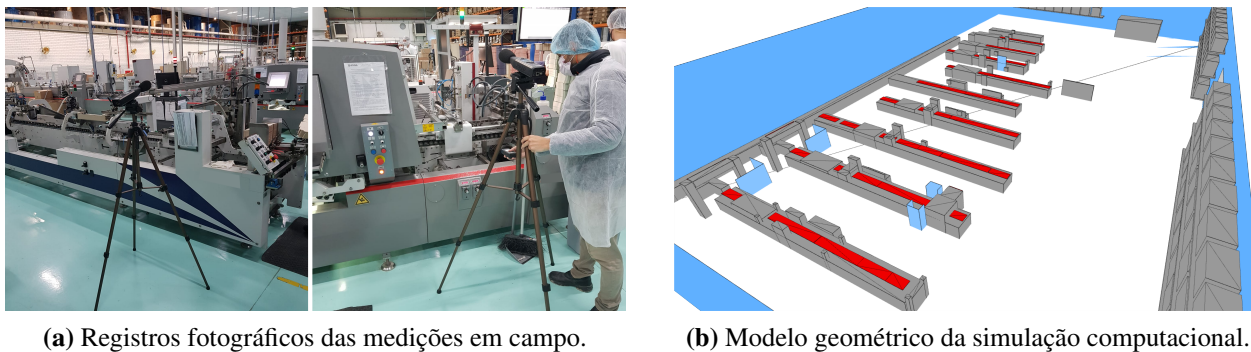 (a) Registros fotográficos das medições em campo.
(b) Modelo geométrico da simulação computacional.